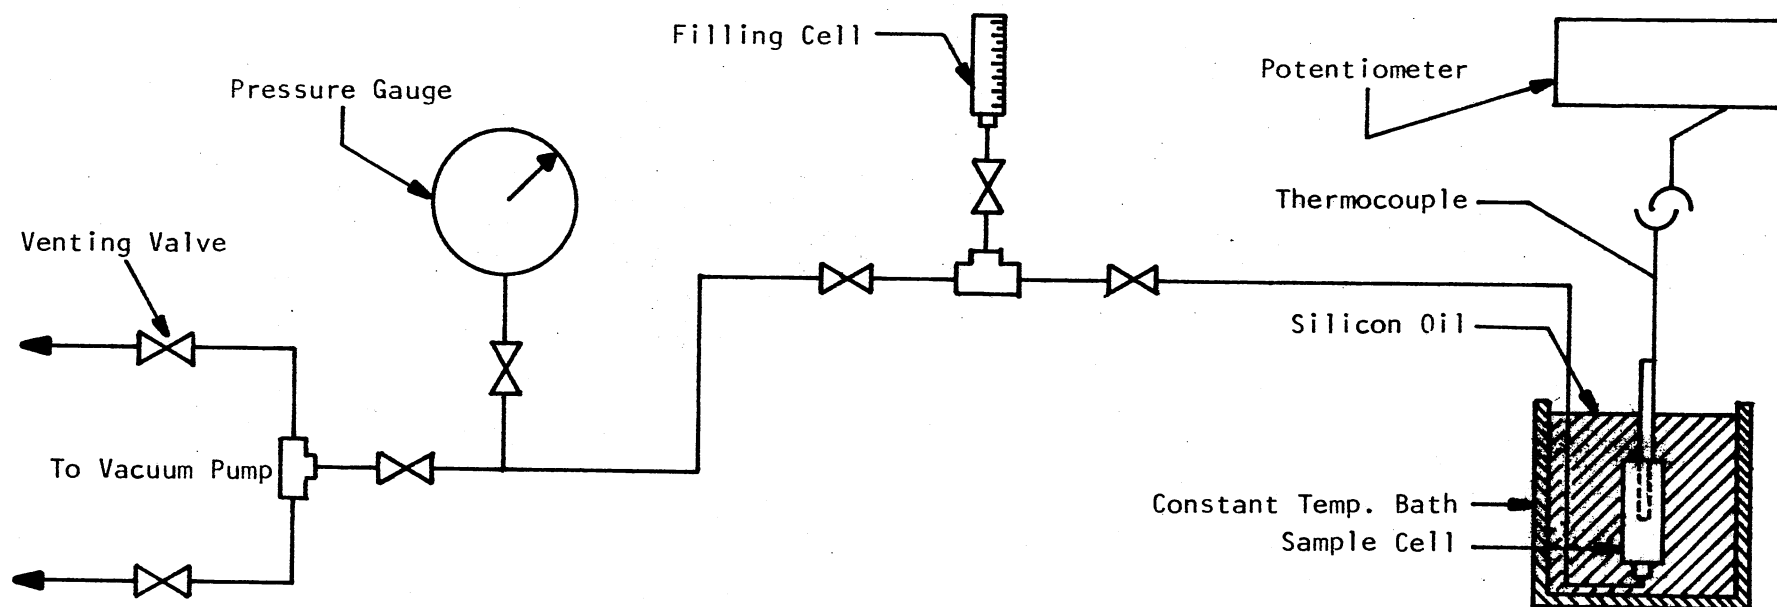 Filling Cell
Potentiometer
Pressure Gauge
Thermocouple
Venting Valve
Silicon Oil
To Vacuum Pump
Constant Temp. Bath
Sample Cell